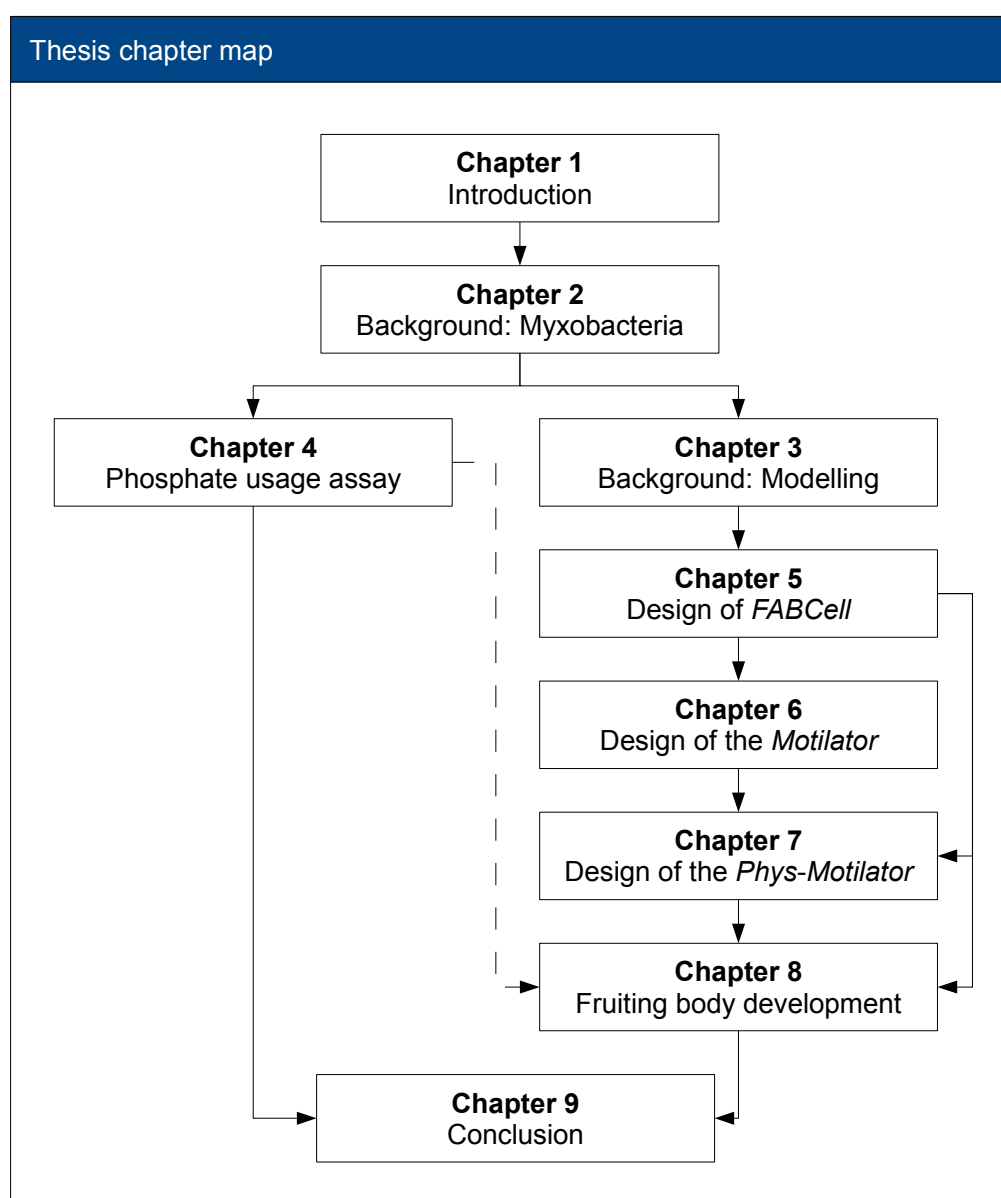 Thesis chapter map
Chapter 1
Introduction
Chapter 2
Background: Myxobacteria
Chapter 4
Phosphate usage assay
Chapter 3
Background: Modelling
Chapter 5
Design of FABCell
Chapter 6
Design of the Motilator
Chapter 7
Design of the Phys-Motilator
Chapter 8
Fruiting body development
Chapter 9
Conclusion